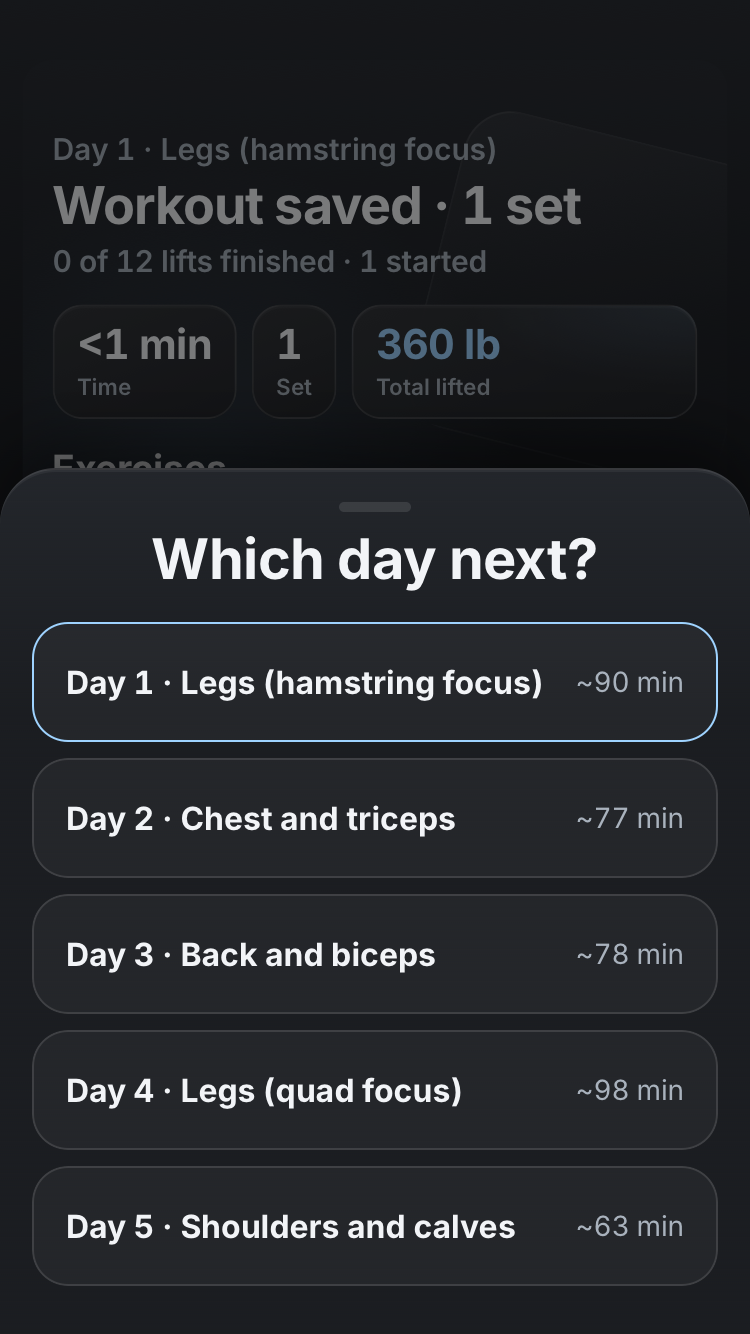 Day 1 · Legs (hamstring focus)
Workout saved · 1 set
0 of 12 lifts finished · 1 started
<1 min
Time
1
Set
360 lb
Total lifted
Exercises
Which day next?
Day 1 · Legs (hamstring focus) ~90 min
Day 2 · Chest and triceps ~77 min
Day 3 · Back and biceps ~78 min
Day 4 · Legs (quad focus) ~98 min
Day 5 · Shoulders and calves ~63 min